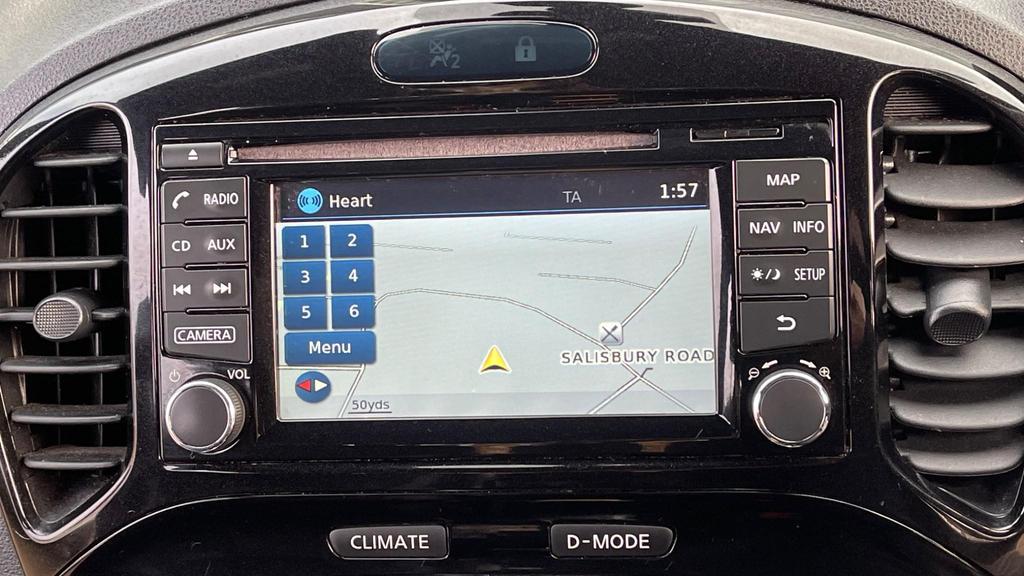 2
Heart TA 1:57
RADIO
CD AUX
CAMERA
VOL
1 2
3 4
5 6
Menu
SALISBURY ROAD
50yds
MAP
NAV INFO
SETUP
CLIMATE
D-MODE